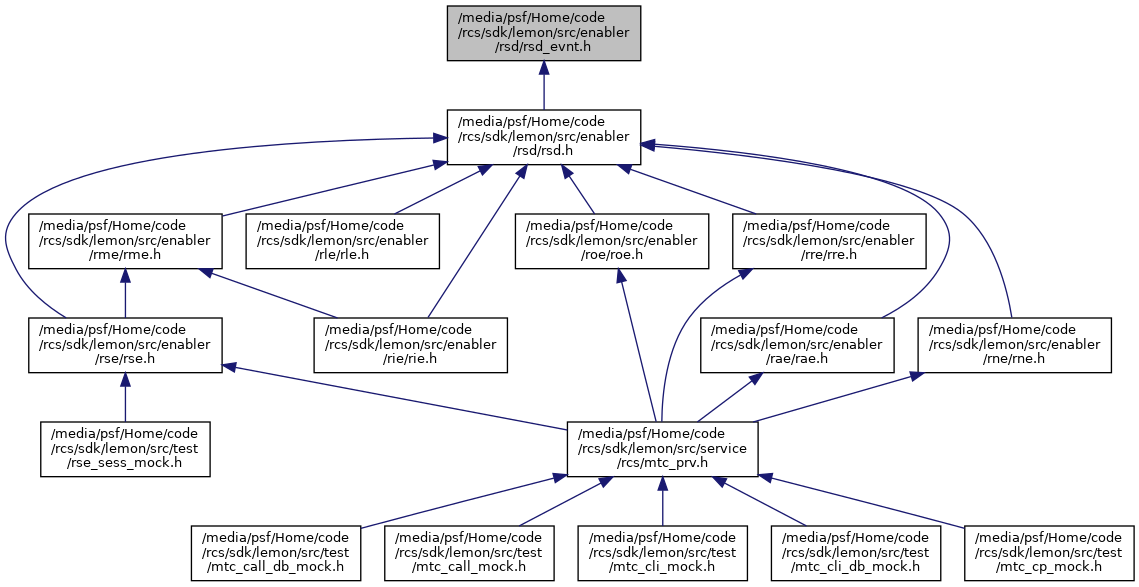 /media/psf/Home/code
/rcs/sdk/lemon/src/enabler
/rsd/rsd_evnt.h
/media/psf/Home/code
/rcs/sdk/lemon/src/enabler
/rsd/rsd.h
/media/psf/Home/code
/rcs/sdk/lemon/src/enabler
/rme/rme.h
/media/psf/Home/code
/rcs/sdk/lemon/src/enabler
/rle/rle.h
/media/psf/Home/code
/rcs/sdk/lemon/src/enabler
/roe/roe.h
/media/psf/Home/code
/rcs/sdk/lemon/src/enabler
/rre/rre.h
/media/psf/Home/code
/rcs/sdk/lemon/src/enabler
/rse/rse.h
/media/psf/Home/code
/rcs/sdk/lemon/src/enabler
/rie/rie.h
/media/psf/Home/code
/rcs/sdk/lemon/src/enabler
/rae/rae.h
/media/psf/Home/code
/rcs/sdk/lemon/src/enabler
/rne/rne.h
/media/psf/Home/code
/rcs/sdk/lemon/src/test
/rse_sess_mock.h
/media/psf/Home/code
/rcs/sdk/lemon/src/service
/rcs/mtc_prv.h
/media/psf/Home/code
/rcs/sdk/lemon/src/test
/mtc_call_db_mock.h
/media/psf/Home/code
/rcs/sdk/lemon/src/test
/mtc_call_mock.h
/media/psf/Home/code
/rcs/sdk/lemon/src/test
/mtc_cli_mock.h
/media/psf/Home/code
/rcs/sdk/lemon/src/test
/mtc_cli_db_mock.h
/media/psf/Home/code
/rcs/sdk/lemon/src/test
/mtc_cp_mock.h